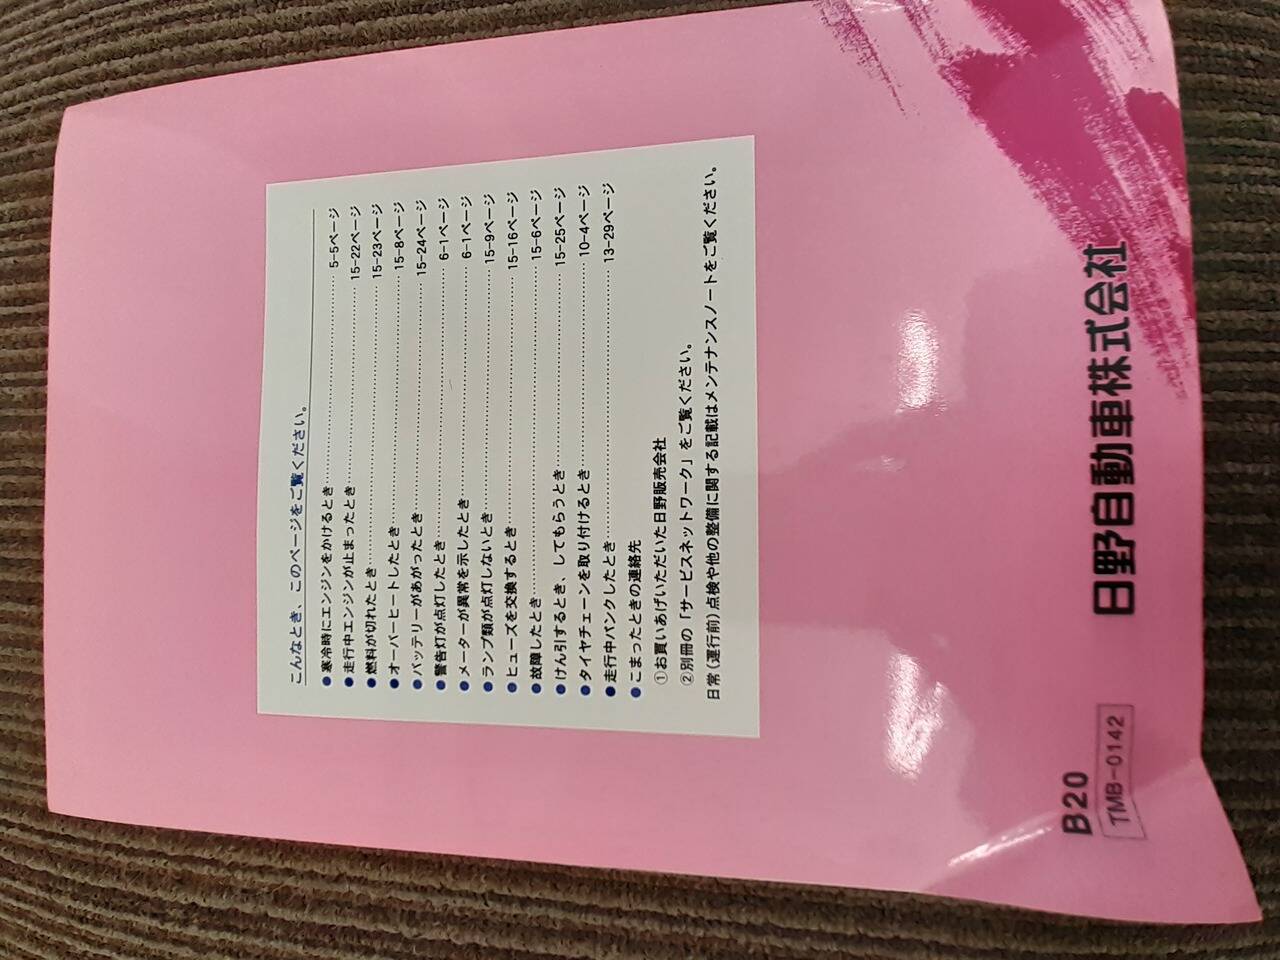 こんなとき、このページをご覧ください。
●寒冷時にエンジンをかけるとき……5-5ページ
●走行中エンジンが止まったとき……15-22ページ
●燃料が切れたとき……15-23ページ
●オーバーヒートしたとき……15-8ページ
●バッテリーがあがったとき……15-24ページ
●警告灯が点灯したとき……6-1ページ
●メーターが異常を示したとき……6-1ページ
●ランプ類が点灯しないとき……15-9ページ
●ヒューズを交換するとき……15-16ページ
●故障したとき……15-6ページ
●けん引するとき、してもらうとき……15-25ページ
●タイヤチェーンを取り付けるとき……10-4ページ
●走行中パンクしたとき……13-29ページ
●こまったときの連絡先
①お買いあげいただいた日野販売会社
②別冊の「サービスネットワーク」をご覧ください。
日常(運行前)点検や他の整備に関する記載はメンテナンスノートをご覧ください。
B20
TMB-0142
日野自動車株式会社